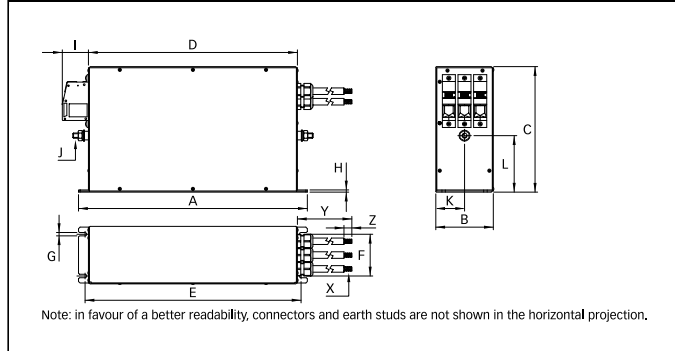 I
D
J
H
A
Y
Z
G
F
E
X
C
L
K
B
Note: in favour of a better readability, connectors and earth studs are not shown in the horizontal projection.